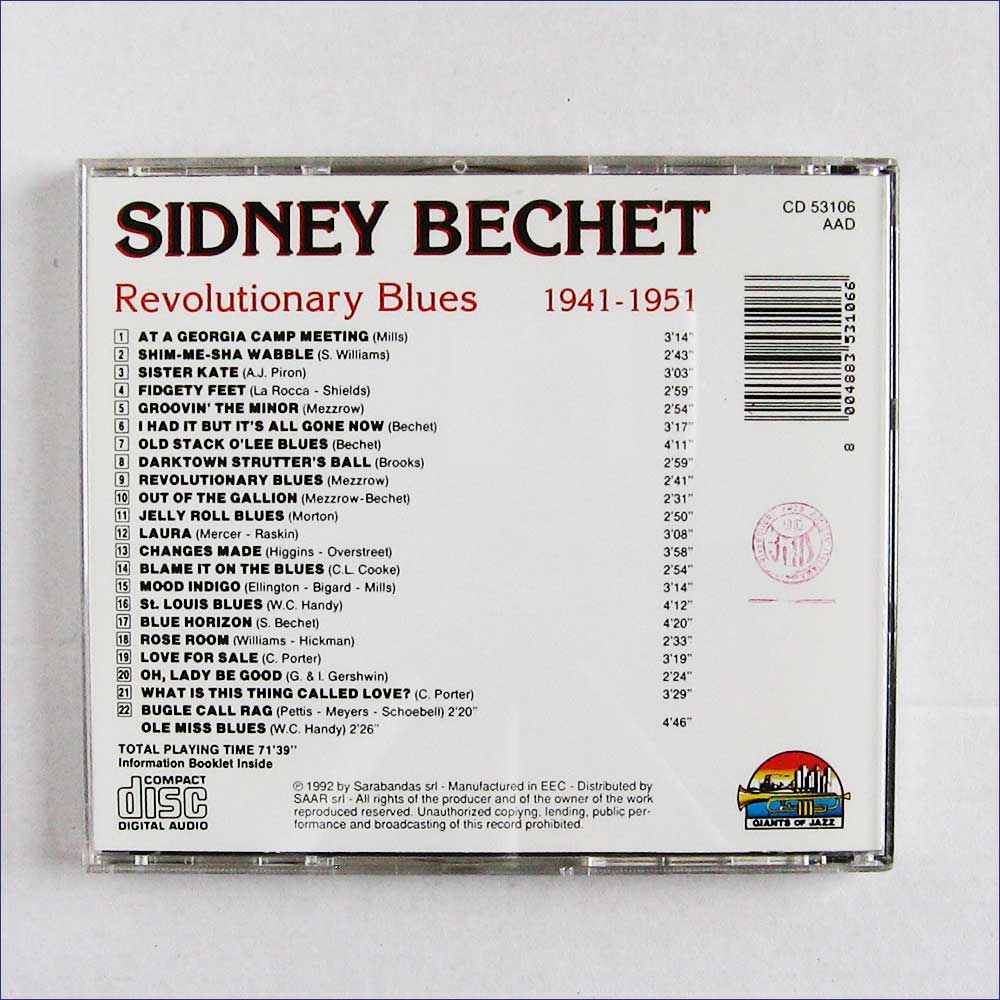 SIDNEY BECHET
CD 53106
AAD
Revolutionary Blues 1941-1951
1 AT A GEORGIA CAMP MEETING (Mills) 3'14"
2 SHIM-ME-SHA WABBLE (S. Williams) 2'43"
3 SISTER KATE (A.J. Piron) 3'03"
4 FIDGETY FEET (La Rocca - Shields) 2'59"
5 GROOVIN' THE MINOR (Mezzrow) 2'54"
6 I HAD IT BUT IT'S ALL GONE NOW (Bechet) 3'17"
7 OLD STACK O'LEE BLUES (Bechet) 4'11"
8 DARKTOWN STRUTTER'S BALL (Brooks) 2'59"
9 REVOLUTIONARY BLUES (Mezzrow) 2'41"
10 OUT OF THE GALLION (Mezzrow-Bechet) 2'31"
11 JELLY ROLL BLUES (Morton) 2'50"
12 LAURA (Mercer - Raskin) 3'08"
13 CHANGES MADE (Higgins - Overstreet) 3'58"
14 BLAME IT ON THE BLUES (C.L. Cooke) 2'54"
15 MOOD INDIGO (Ellington - Bigard - Mills) 3'14"
16 St. LOUIS BLUES (W.C. Handy) 4'12"
17 BLUE HORIZON (S. Bechet) 4'20"
18 ROSE ROOM (Williams - Hickman) 2'33"
19 LOVE FOR SALE (C. Porter) 3'19"
20 OH, LADY BE GOOD (G. & I. Gershwin) 2'24"
21 WHAT IS THIS THING CALLED LOVE? (C. Porter) 3'29"
22 BUGLE CALL RAG (Pettis - Meyers - Schoebell) 2'20"
OLE MISS BLUES (W.C. Handy) 2'26" 4'46"
TOTAL PLAYING TIME 71'39"
Information Booklet Inside
COMPACT
disc
DIGITAL AUDIO
℗ 1992 by Sarabandas srl - Manufactured in EEC - Distributed by
SAAR srl - All rights of the producer and of the owner of the work
reproduced reserved. Unauthorized copiyng, lending, public per-
formance and broadcasting of this record prohibited.
004883 531066
8
GIANTS OF JAZZ